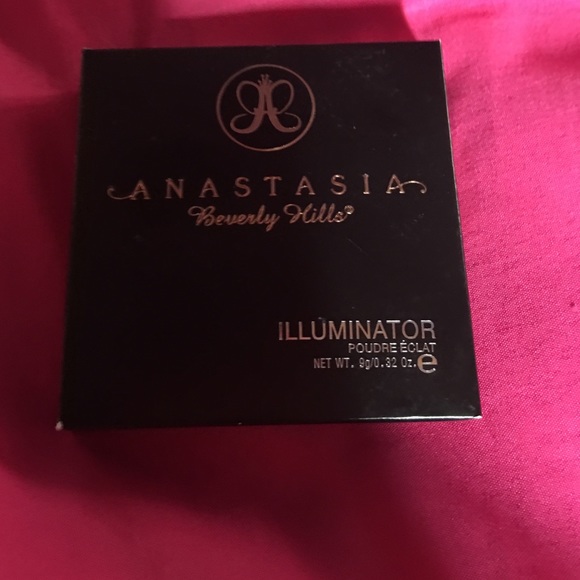 ANASTASIA
Beverly Hills®
ILLUMINATOR
POUDRE ÉCLAT
NET WT. 9g/0.32 Oz. e